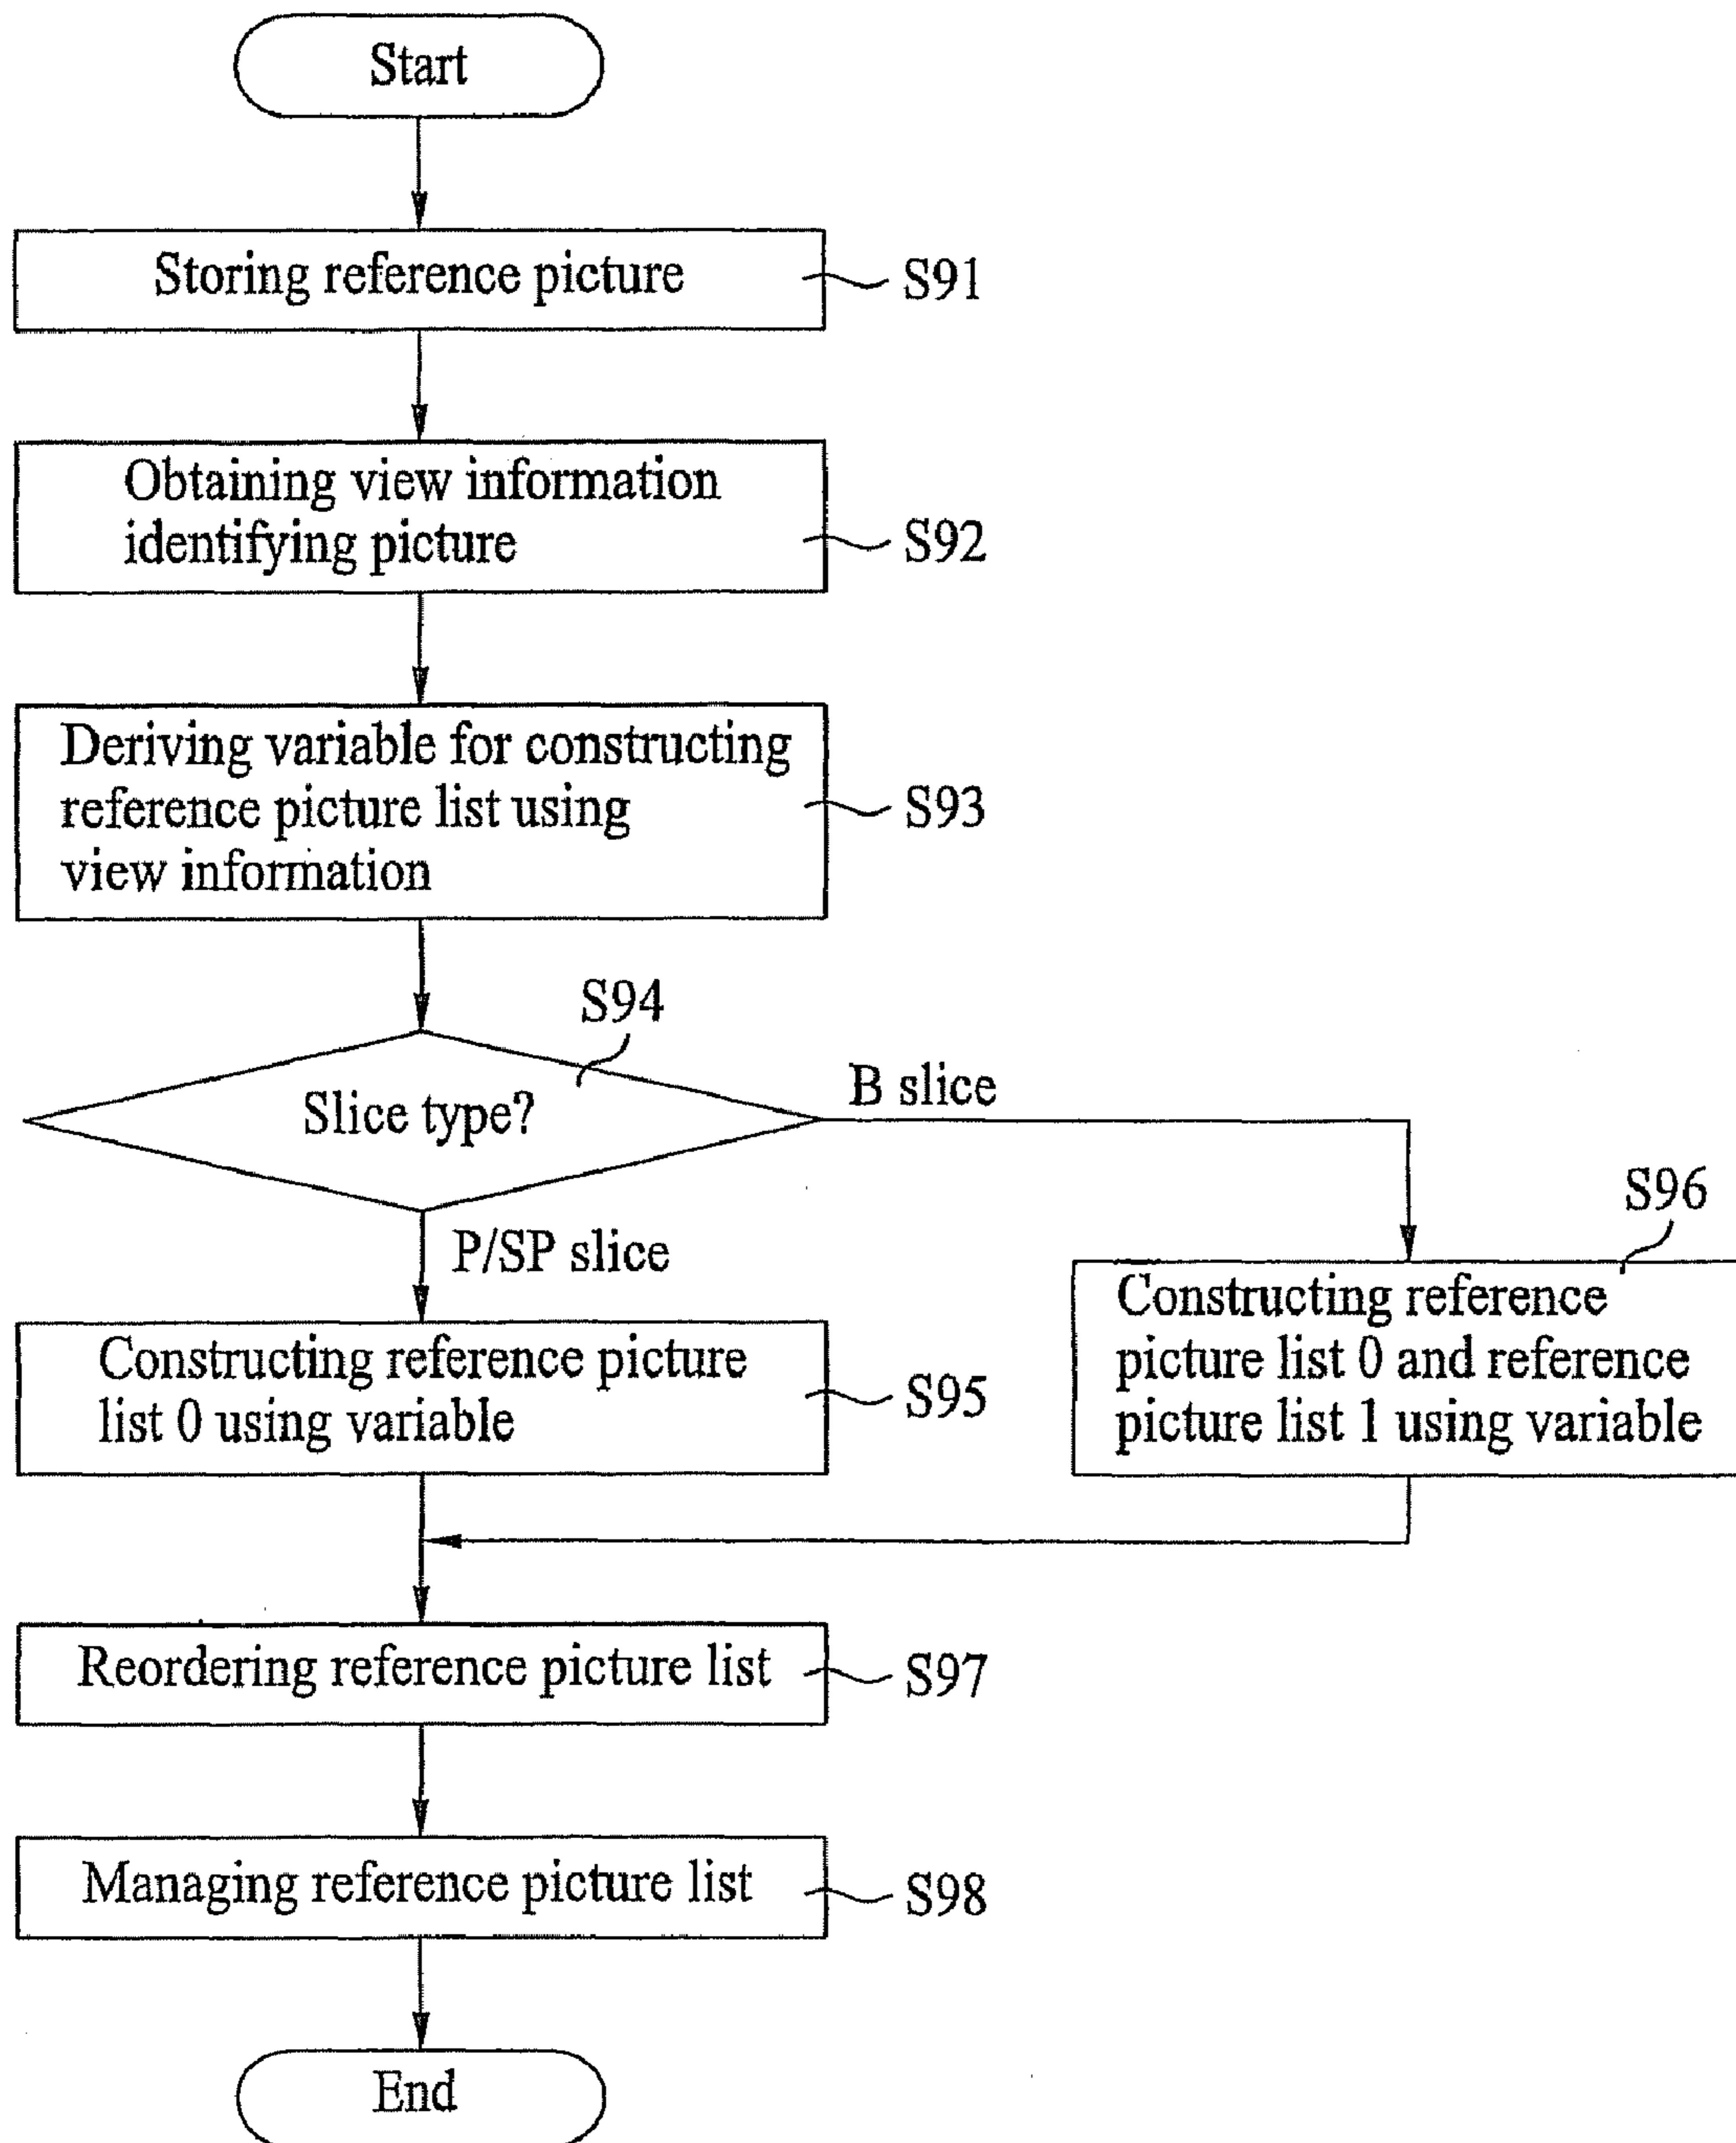 Start
Storing reference picture
S91
Obtaining view information
identifying picture
S92
Deriving variable for constructing
reference picture list using
view information
S93
S94
Slice type?
B slice
P/SP slice
S96
Constructing reference
picture list 0 and reference
picture list 1 using variable
Constructing reference picture
list 0 using variable
S95
Reordering reference picture list
S97
Managing reference picture list
S98
End